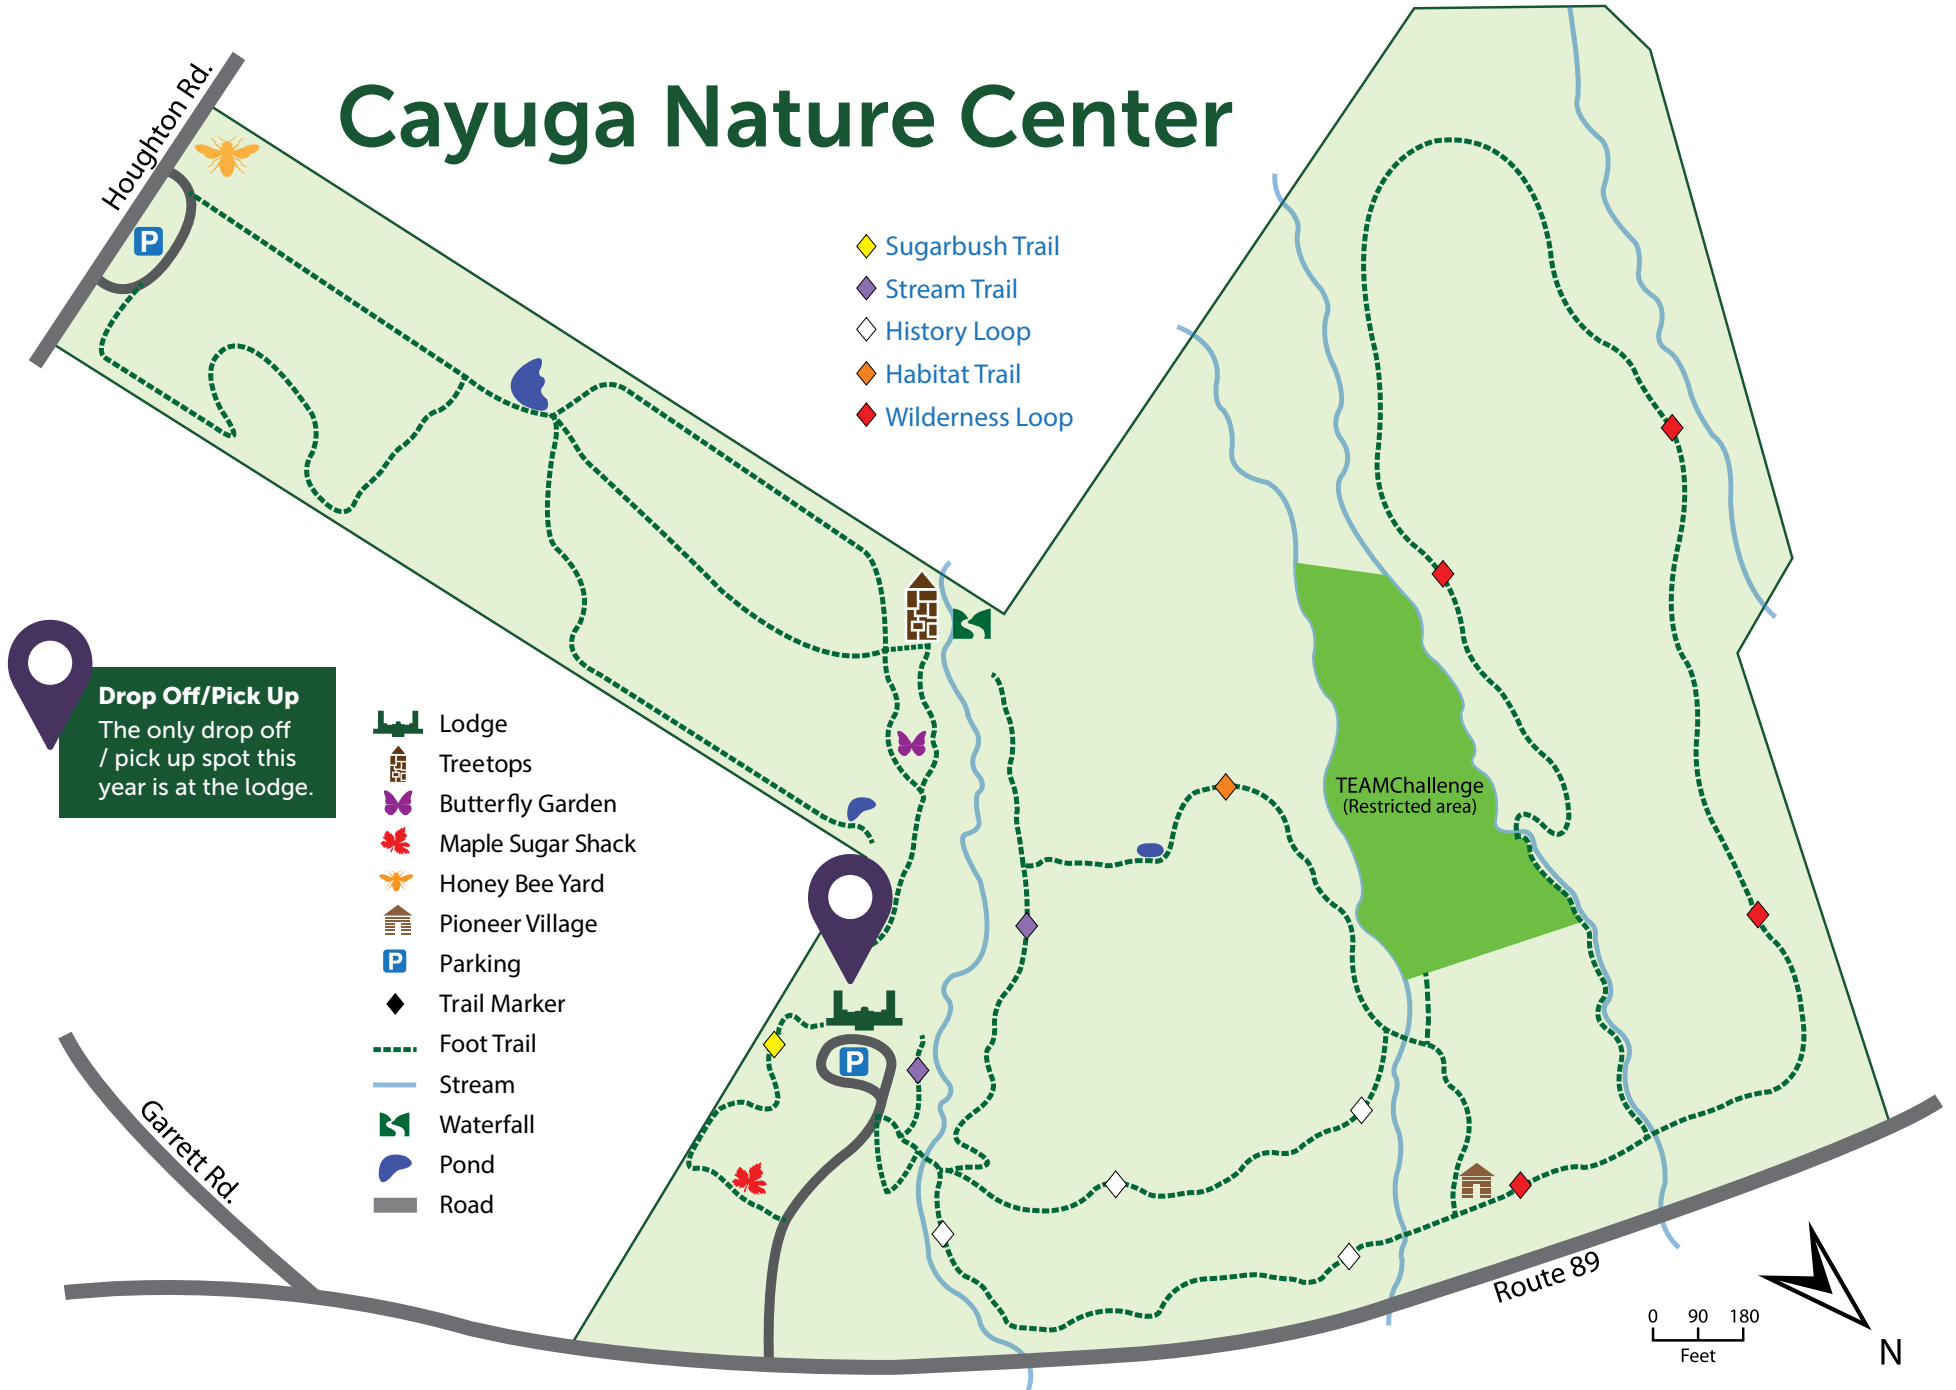 Cayuga Nature Center
Houghton Rd.
P
Sugarbush Trail
Stream Trail
History Loop
Habitat Trail
Wilderness Loop
Drop Off/Pick Up
The only drop off
/ pick up spot this
year is at the lodge.
Lodge
Treetops
Butterfly Garden
Maple Sugar Shack
Honey Bee Yard
Pioneer Village
P
Parking
Trail Marker
Foot Trail
Stream
Waterfall
Pond
Road
TEAMChallenge
(Restricted area)
P
Garrett Rd.
Route 89
0 90 180
Feet
N